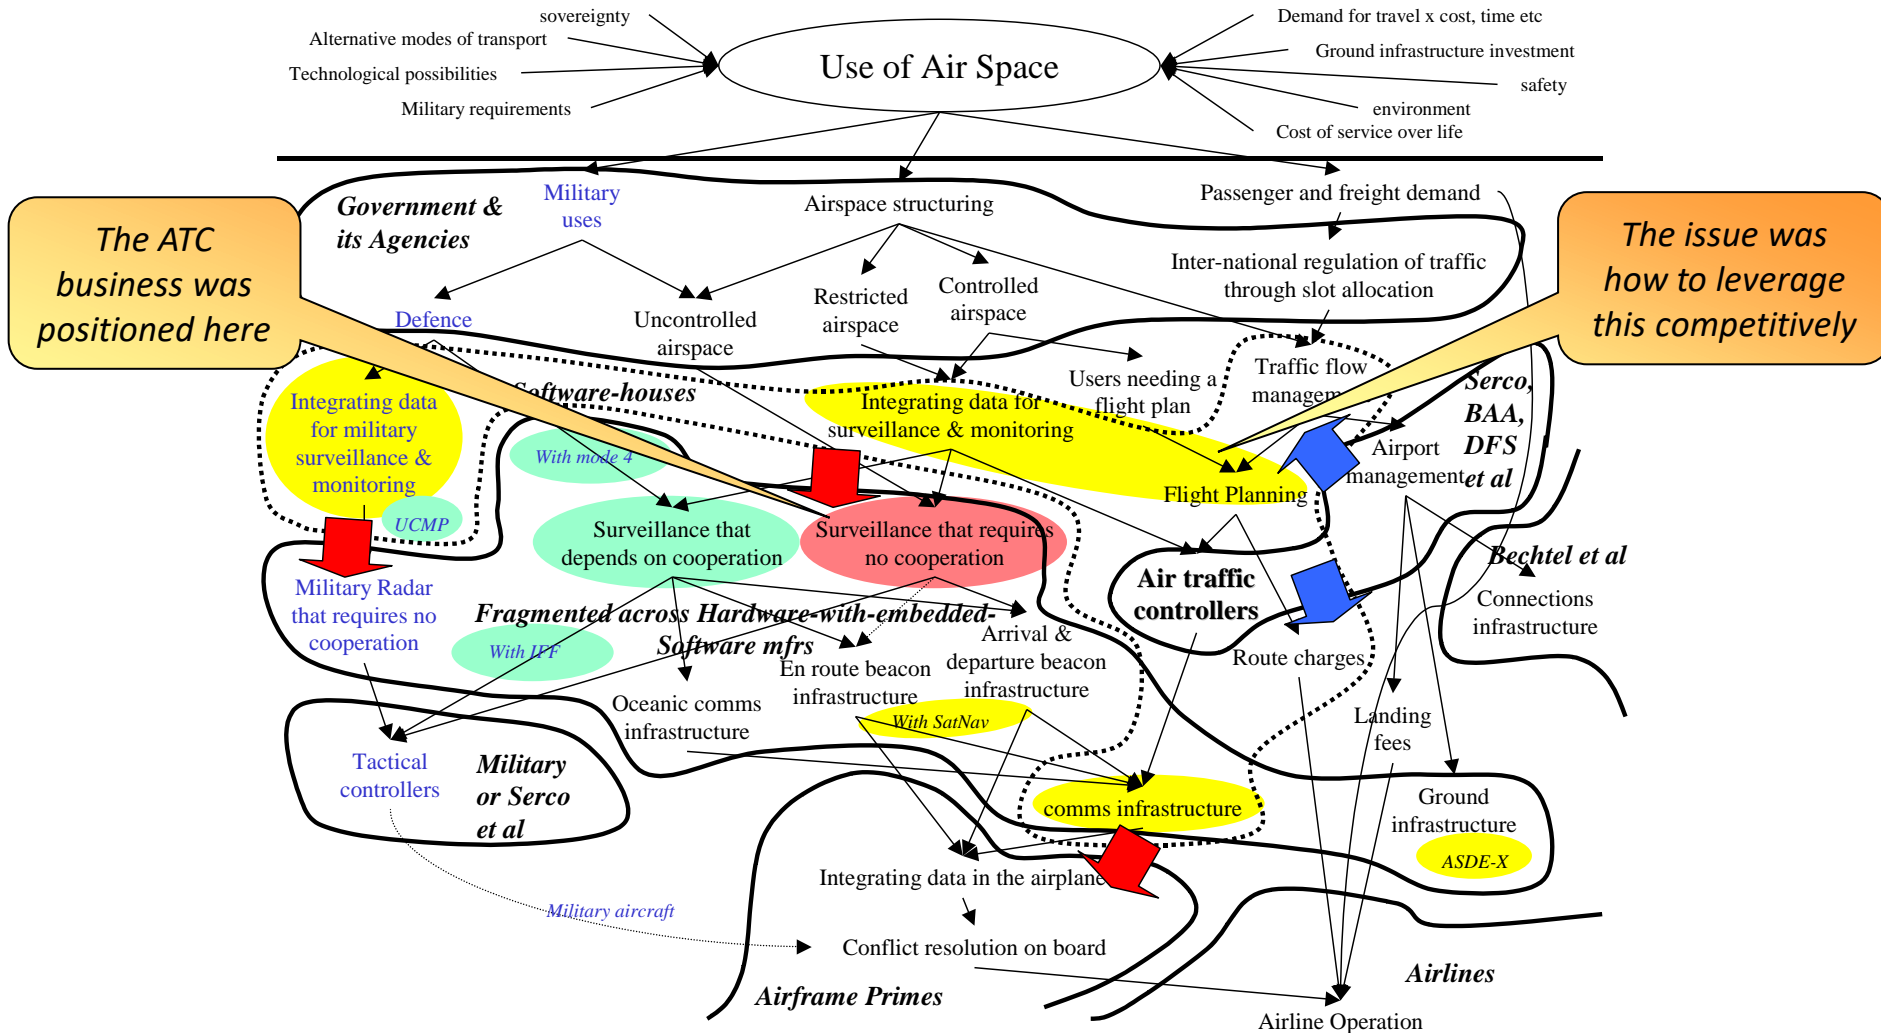 sovereignty
Alternative modes of transport
Technological possibilities
Military requirements
Use of Air Space
Demand for travel x cost, time etc
Ground infrastructure investment
safety
environment
Cost of service over life
The ATC
business was
positioned here
Government &
its Agencies
Military
uses
Airspace structuring
Passenger and freight demand
The issue was
how to leverage
this competitively
Inter-national regulation of traffic
through slot allocation
Defence
Uncontrolled
airspace
Restricted
airspace
Controlled
airspace
Integrating data
for military
surveillance &
monitoring
UCMP
Software-houses
With mode 4
Integrating data for
surveillance & monitoring
Users needing a
flight plan
Traffic flow
management
Serco,
BAA,
DFS
et al
Airport
management
Flight Planning
Surveillance that
depends on cooperation
Surveillance that requires
no cooperation
Military Radar
that requires no
cooperation
Fragmented across Hardware-with-embedded-
Software mfrs
With IFF
Air traffic
controllers
Bechtel et al
Connections
infrastructure
Arrival &
departure beacon
infrastructure
En route beacon
infrastructure
Oceanic comms
infrastructure
With SatNav
Route charges
Landing
fees
Tactical
controllers
Military
or Serco
et al
comms infrastructure
Ground
infrastructure
ASDE-X
Integrating data in the airplane
Military aircraft
Conflict resolution on board
Airframe Primes
Airlines
Airline Operation